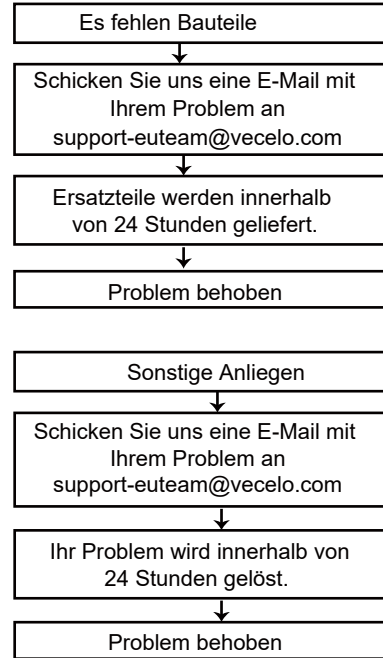 Es fehlen Bauteile
Schicken Sie uns eine E-Mail mit
Ihrem Problem an
support-euteam@vecelo.com
Ersatzteile werden innerhalb
von 24 Stunden geliefert.
Problem behoben
Sonstige Anliegen
Schicken Sie uns eine E-Mail mit
Ihrem Problem an
support-euteam@vecelo.com
Ihr Problem wird innerhalb von
24 Stunden gelöst.
Problem behoben